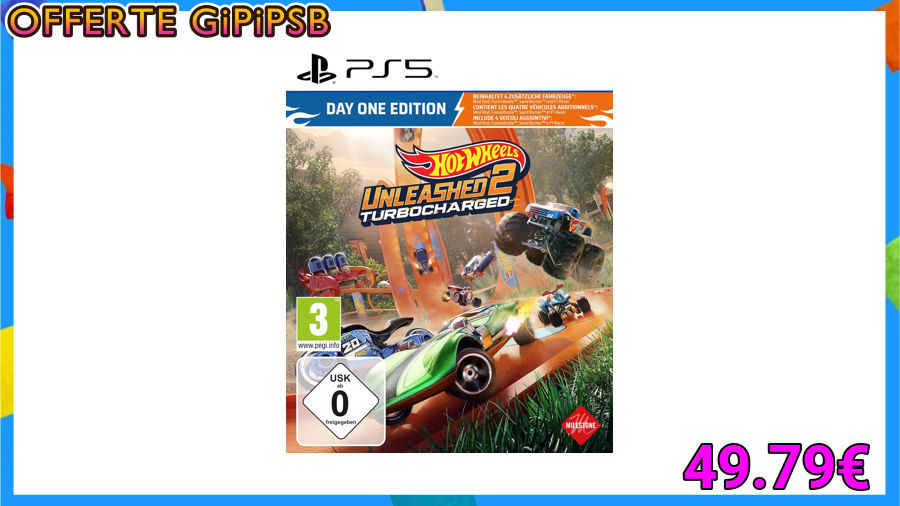 OFFERTE GiPiPSB
PS5
DAY ONE EDITION
BEINHALTET 4 ZUSÄTZLICHE FAHRZEUGE*:
CONTIENT LES QUATRE VÉHICULES ADDITIONNELS*:
INCLUDE 4 VEICOLI AGGIUNTIVI*:
HOT WHEELS
UNLEASHED 2
TURBOCHARGED
3
www.pegi.info
20
USK
ab
0
freigegeben
MILESTONE
49.79€